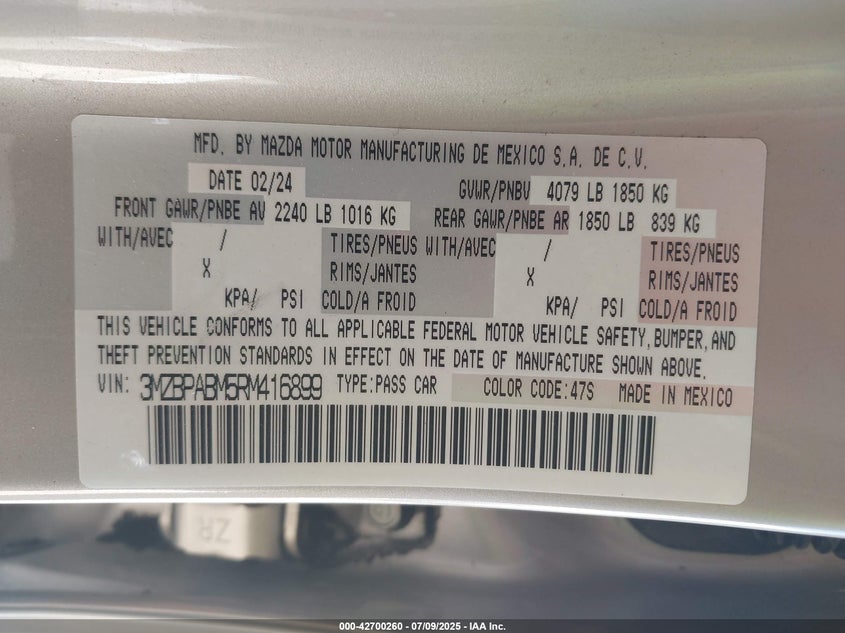 MFD. BY MAZDA MOTOR MANUFACTURING DE MEXICO S.A. DE C.V.
DATE 02/24 GVWR/PNBV 4079 LB 1850 KG
FRONT GAWR/PNBE AV 2240 LB 1016 KG REAR GAWR/PNBE AR 1850 LB 839 KG
WITH/AVEC / TIRES/PNEUS WITH/AVEC / TIRES/PNEUS
X RIMS/JANTES X RIMS/JANTES
KPA/ PSI COLD/A FROID KPA/ PSI COLD/A FROID
THIS VEHICLE CONFORMS TO ALL APPLICABLE FEDERAL MOTOR VEHICLE SAFETY,BUMPER,AND
THEFT PREVENTION STANDARDS IN EFFECT ON THE DATE OF MANUFACTURE SHOWN ABOVE.
VIN: 3MZBPABM5RM416899 TYPE:PASS CAR COLOR CODE:47S MADE IN MEXICO
ZR
000-42700260 / 07/09/2025 - IAA Inc.